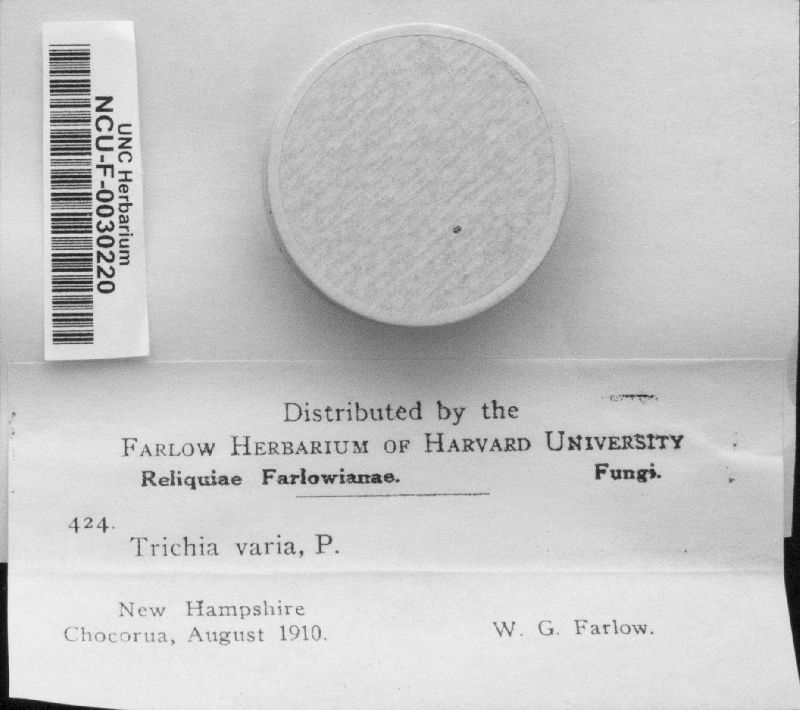 UNC Herbarium
NCU-F-0030220
Distributed by the
FARLOW HERBARIUM OF HARVARD UNIVERSITY
Reliquiae Farlowianae. Fungi.
424.
Trichia varia, P.
New Hampshire
Chocorua, August 1910. W. G. Farlow.